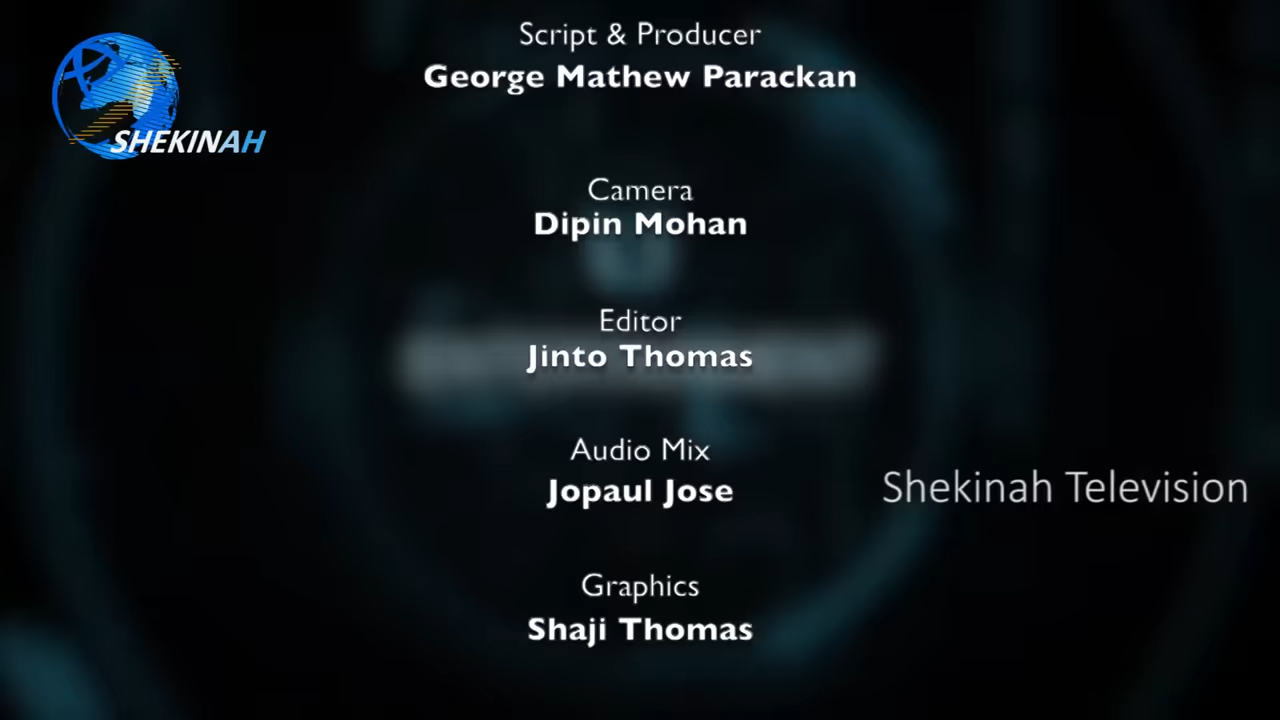 Script & Producer
George Mathew Parackan
SHEKINAH
Camera
Dipin Mohan
Editor
Jinto Thomas
Audio Mix
Jopaul Jose
Shekinah Television
Graphics
Shaji Thomas